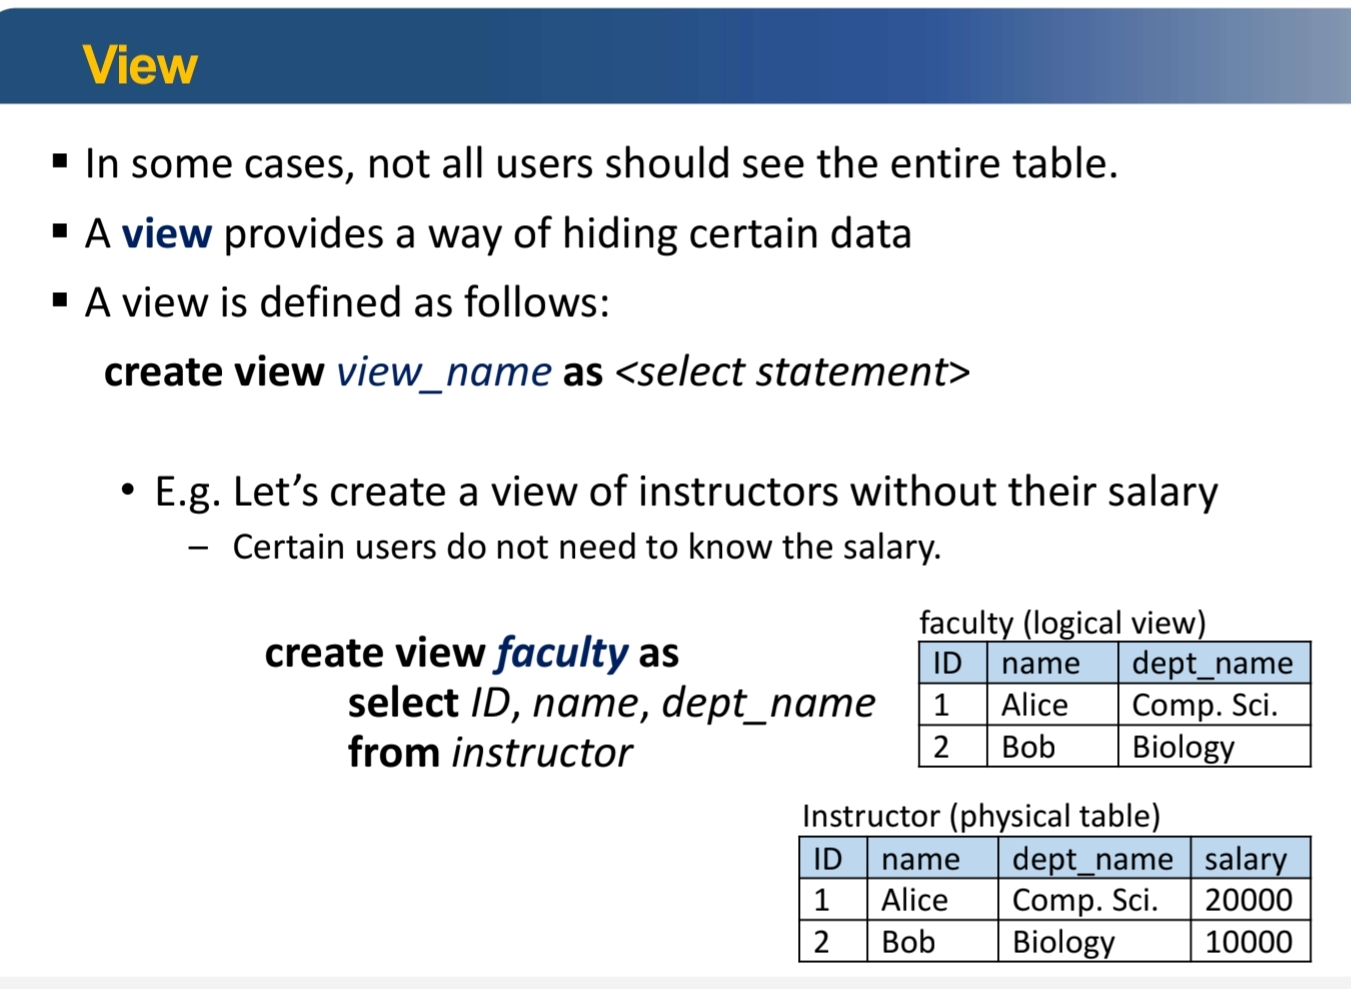 View
▪ In some cases, not all users should see the entire table.
▪ A view provides a way of hiding certain data
▪ A view is defined as follows:
create view view_name as <select statement>
• E.g. Let’s create a view of instructors without their salary
– Certain users do not need to know the salary.
create view faculty as
select ID, name, dept_name
from instructor
faculty (logical view)
ID name dept_name
1 Alice Comp. Sci.
2 Bob Biology
Instructor (physical table)
ID name dept_name salary
1 Alice Comp. Sci. 20000
2 Bob Biology 10000